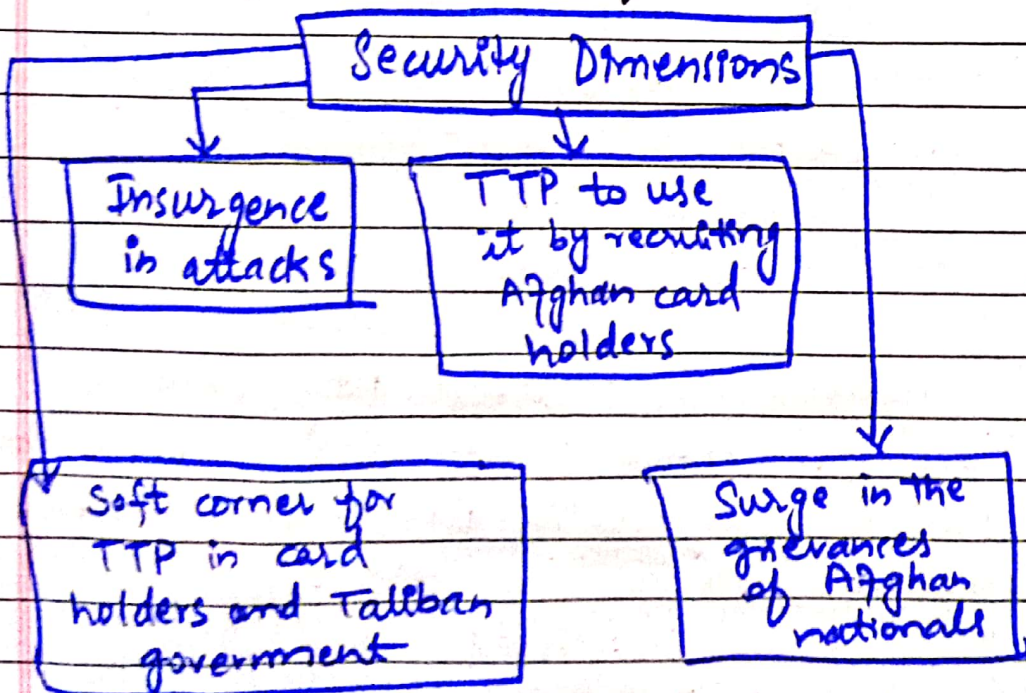 Security Dimensions
Insurgence
in attacks
TTP to use
it by recruiting
Afghan card
holders
Soft corner for
TTP in card
holders and Taliban
government
Surge in the
grievances
of Afghan
nationals